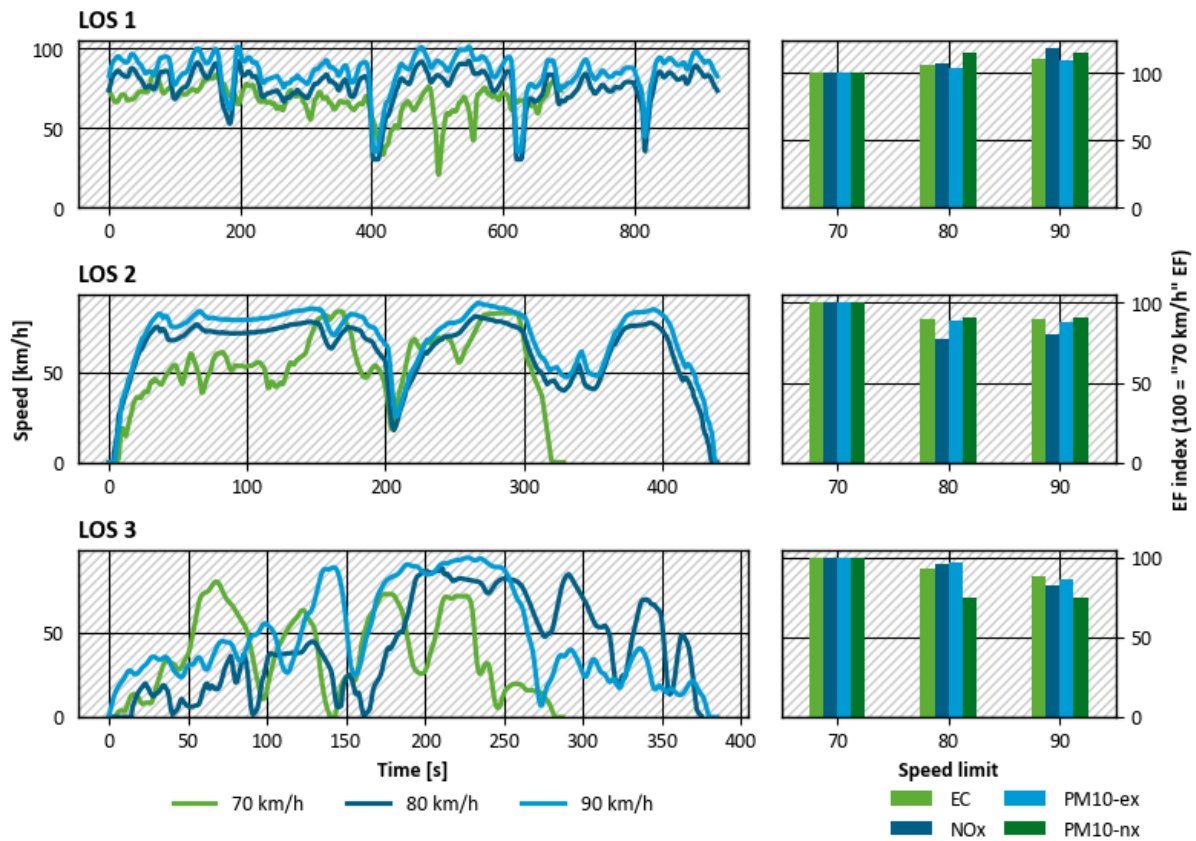 LOS 1
100
50
0
0 200 400 600 800
100
50
0
70 80 90
LOS 2
50
0
0 100 200 300 400
100
50
0
70 80 90
LOS 3
50
0
0 50 100 150 200 250 300 350 400
100
50
0
70 80 90
Speed [km/h]
EF index (100 = "70 km/h" EF)
Time [s]
Speed limit
70 km/h 80 km/h 90 km/h
EC PM10-ex
NOx PM10-nx